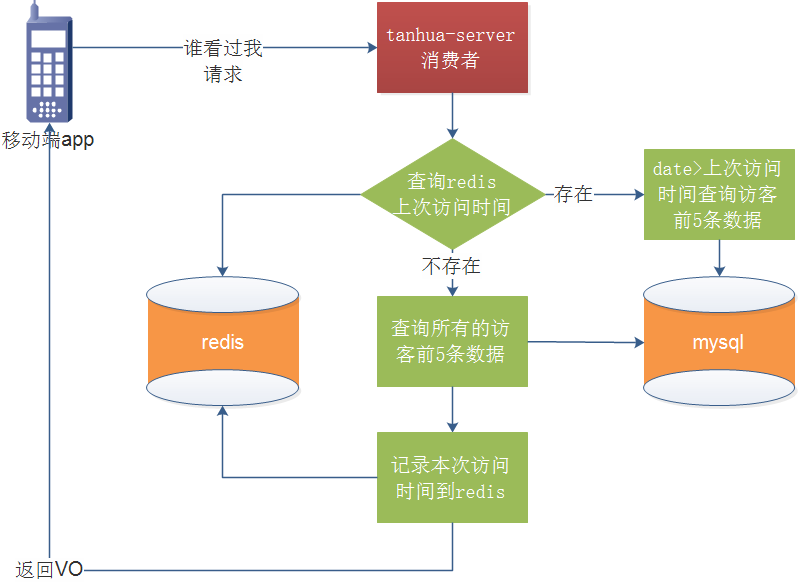 谁看过我
请求
tanhua-server
消费者
移动端app
查询redis
上次访问时间
存在
date>上次访问
时间查询访客
前5条数据
不存在
redis
查询所有的访
客前5条数据
mysql
记录本次访问
时间到redis
返回VO